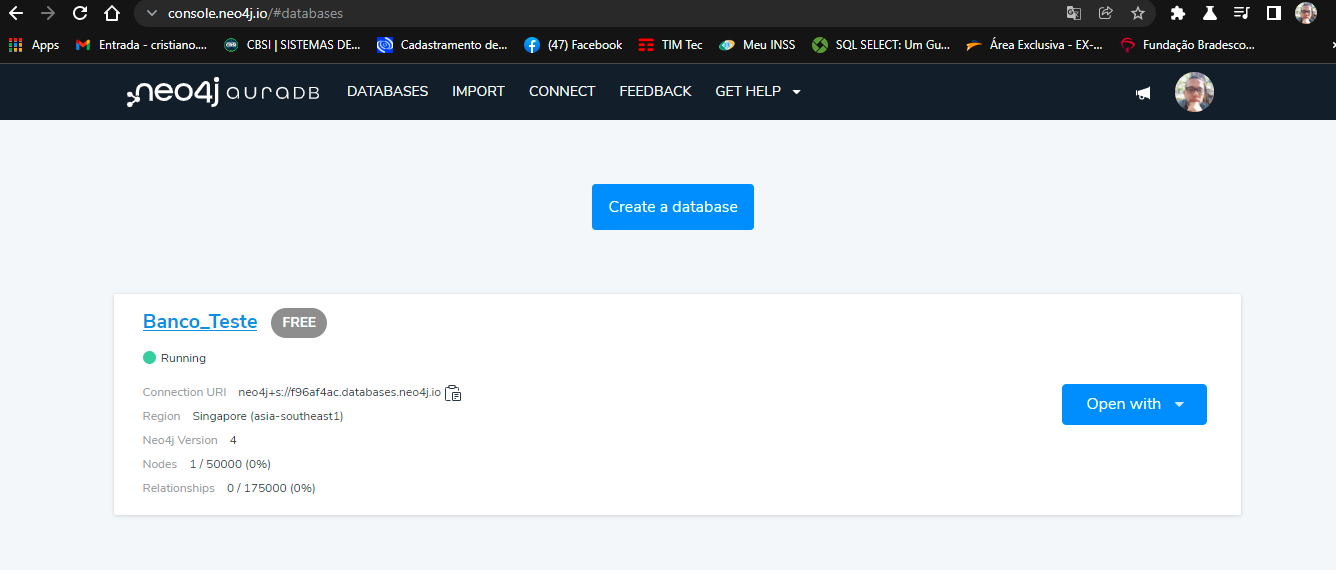 console.neo4j.io/#databases
Apps Entrada - cristiano.... CBSI | SISTEMAS DE... Cadastramento de... (47) Facebook TIM Tec Meu INSS SQL SELECT: Um Gu... Área Exclusiva - EX-... Fundação Bradesco...
neo4j auraDB DATABASES IMPORT CONNECT FEEDBACK GET HELP
Create a database
Banco_Teste FREE
Running
Connection URI neo4j+s://f96af4ac.databases.neo4j.io
Region Singapore (asia-southeast1)
Open with
Neo4j Version 4
Nodes 1 / 50000 (0%)
Relationships 0 / 175000 (0%)